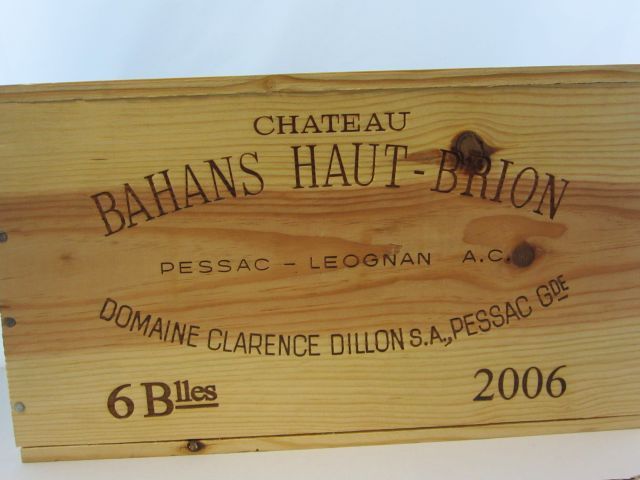 CHATEAU
BAHANS HAUT-BRION
PESSAC - LEOGNAN A.C.
DOMAINE CLARENCE DILLON S.A., PESSAC GDE
6 Blles
2006